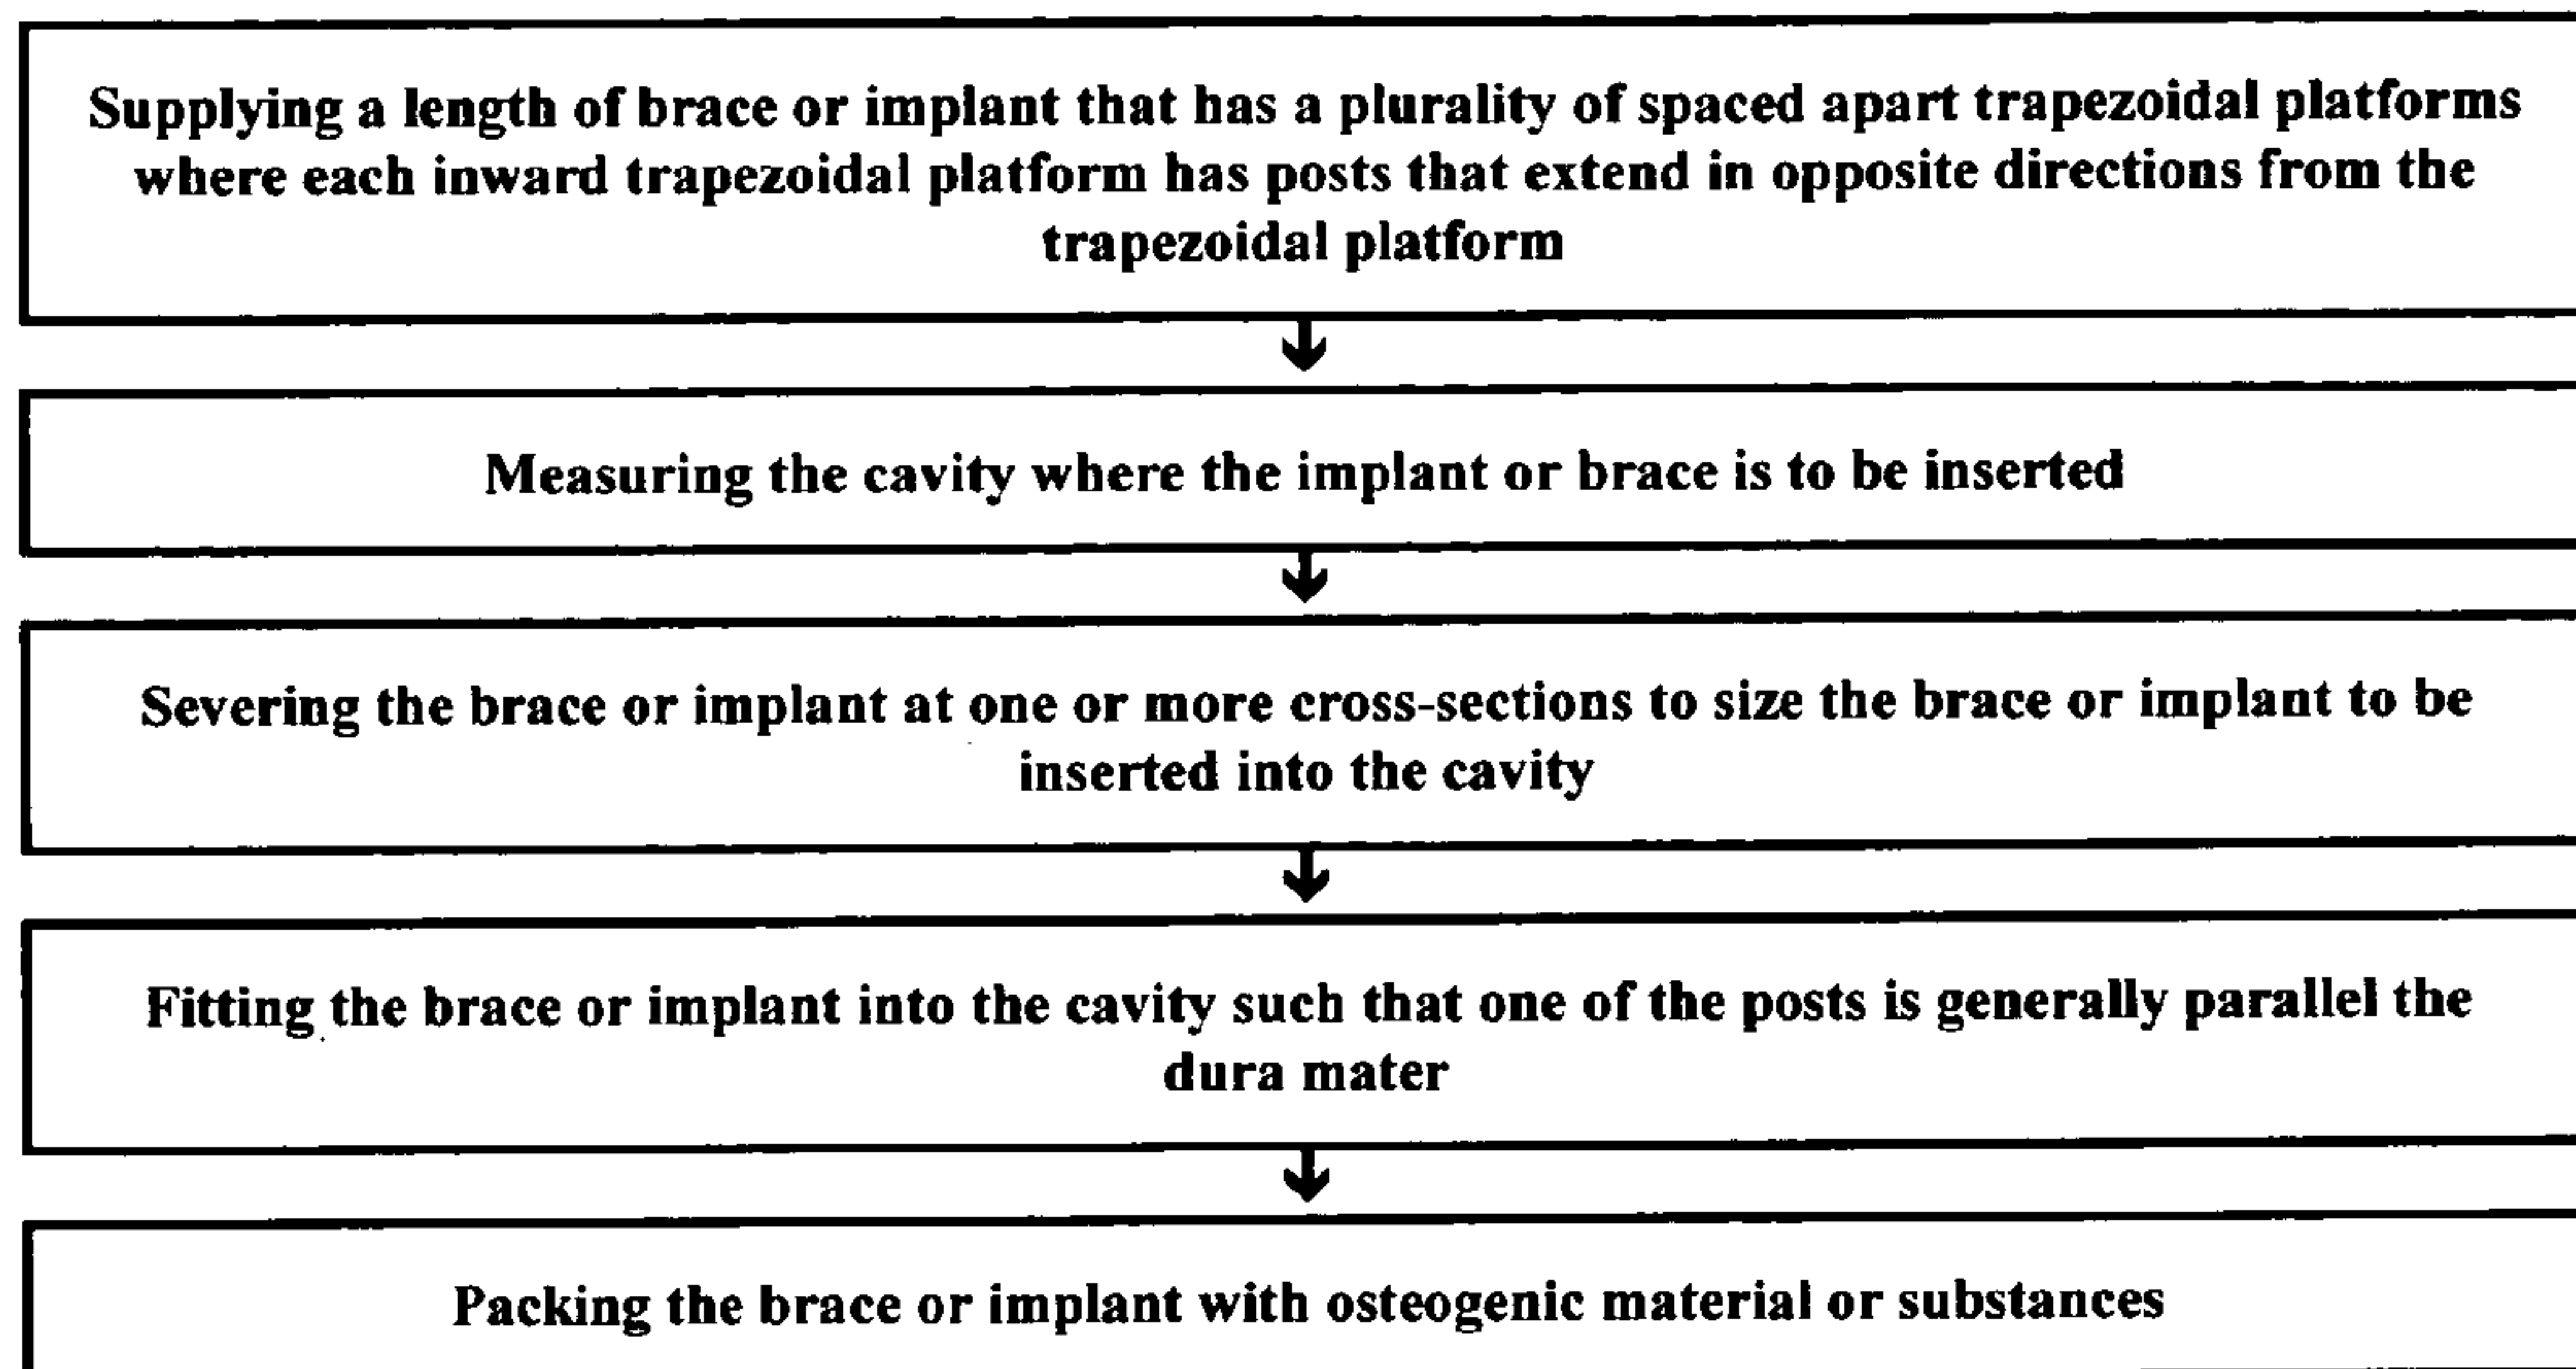 Supplying a length of brace or implant that has a plurality of spaced apart trapezoidal platforms
where each inward trapezoidal platform has posts that extend in opposite directions from the
trapezoidal platform
Measuring the cavity where the implant or brace is to be inserted
Severing the brace or implant at one or more cross-sections to size the brace or implant to be
inserted into the cavity
Fitting the brace or implant into the cavity such that one of the posts is generally parallel the
dura mater
Packing the brace or implant with osteogenic material or substances